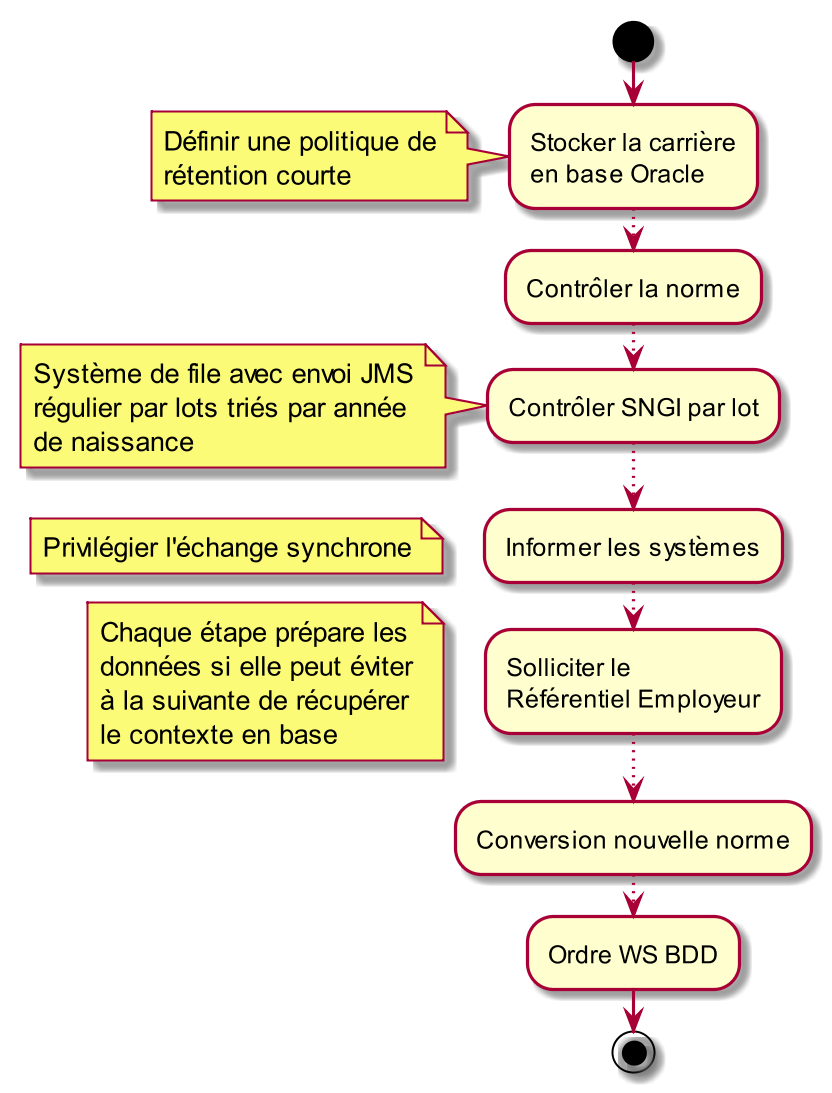 Définir une politique de
rétention courte
Stocker la carrière
en base Oracle
Contrôler la norme
Système de file avec envoi JMS
régulier par lots triés par année
de naissance
Contrôler SNGI par lot
Privilégier l'échange synchrone
Informer les systèmes
Chaque étape prépare les
données si elle peut éviter
à la suivante de récupérer
le contexte en base
Solliciter le
Référentiel Employeur
Conversion nouvelle norme
Ordre WS BDD